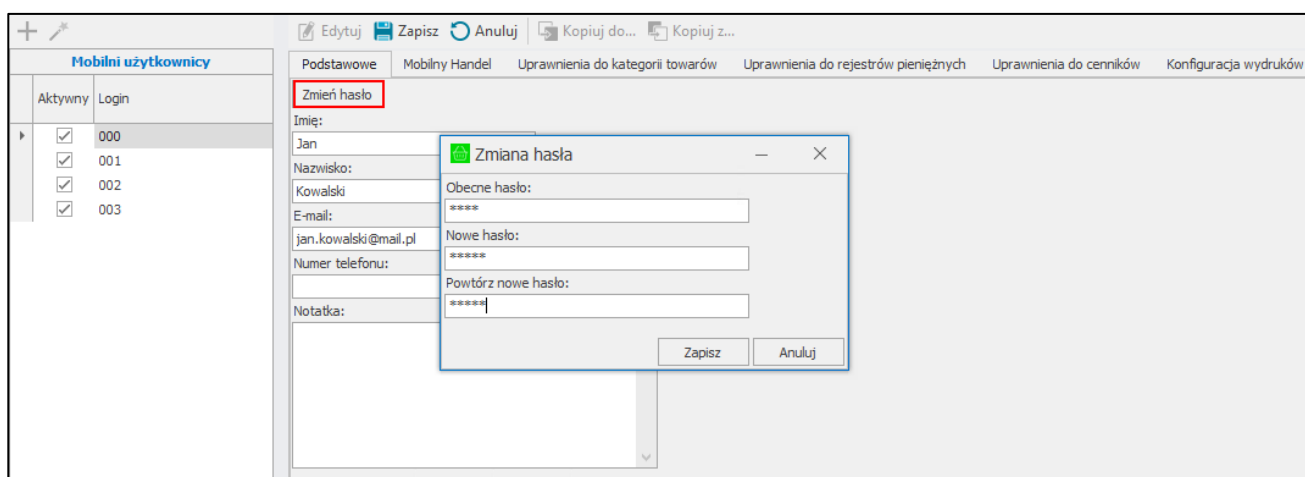 Edytuj Zapisz Anuluj Kopiuj do... Kopiuj z...
Mobilni użytkownicy
Podstawowe Mobilny Handel Uprawnienia do kategorii towarów Uprawnienia do rejestrów pieniężnych Uprawnienia do cenników Konfiguracja wydruków
Aktywny Login
000
001
002
003
Zmień hasło
Imię:
Jan
Nazwisko:
Kowalski
E-mail:
jan.kowalski@mail.pl
Numer telefonu:
Notatka:
Zmiana hasła
Obecne hasło:
****
Nowe hasło:
*****
Powtórz nowe hasło:
*****
Zapisz Anuluj